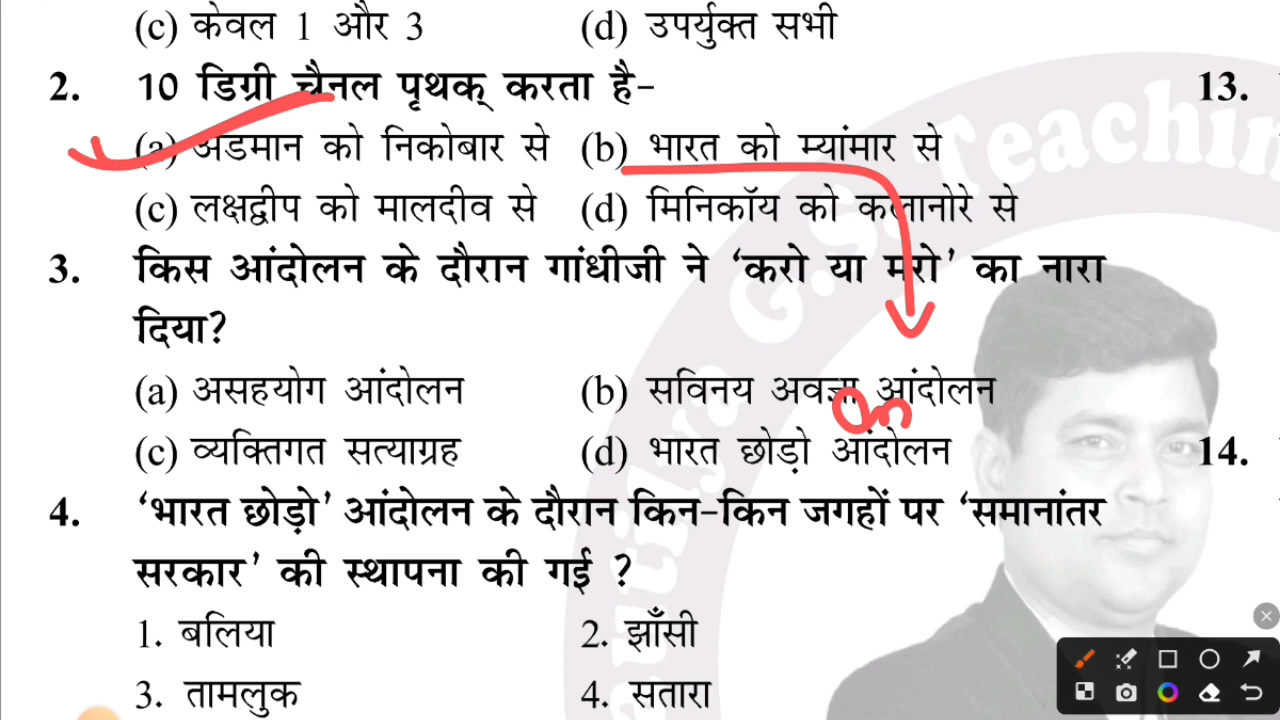 (c) केवल 1 और 3 (d) उपर्युक्त सभी
2. 10 डिग्री चैनल पृथक् करता है- 13.
(a) अंडमान को निकोबार से (b) भारत को म्यांमार से
(c) लक्षद्वीप को मालदीव से (d) मिनिकॉय को कन्नानोरे से
3. किस आंदोलन के दौरान गांधीजी ने ‘करो या मरो’ का नारा
दिया?
(a) असहयोग आंदोलन (b) सविनय अवज्ञा आंदोलन
(c) व्यक्तिगत सत्याग्रह (d) भारत छोड़ो आंदोलन 14.
4. ‘भारत छोड़ो’ आंदोलन के दौरान किन-किन जगहों पर ‘समानांतर
सरकार’ की स्थापना की गई ?
1. बलिया 2. झाँसी
3. तामलुक 4. सतारा